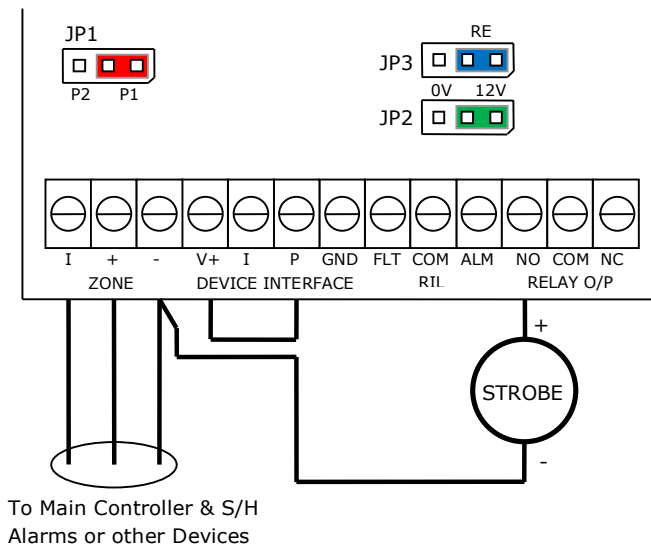 JP1
P2 P1
RE
JP3
0V 12V
JP2
I + - V+ I P GND FLT COM ALM NO COM NC
ZONE DEVICE INTERFACE RIL RELAY O/P
+
STROBE
-
To Main Controller & S/H
Alarms or other Devices